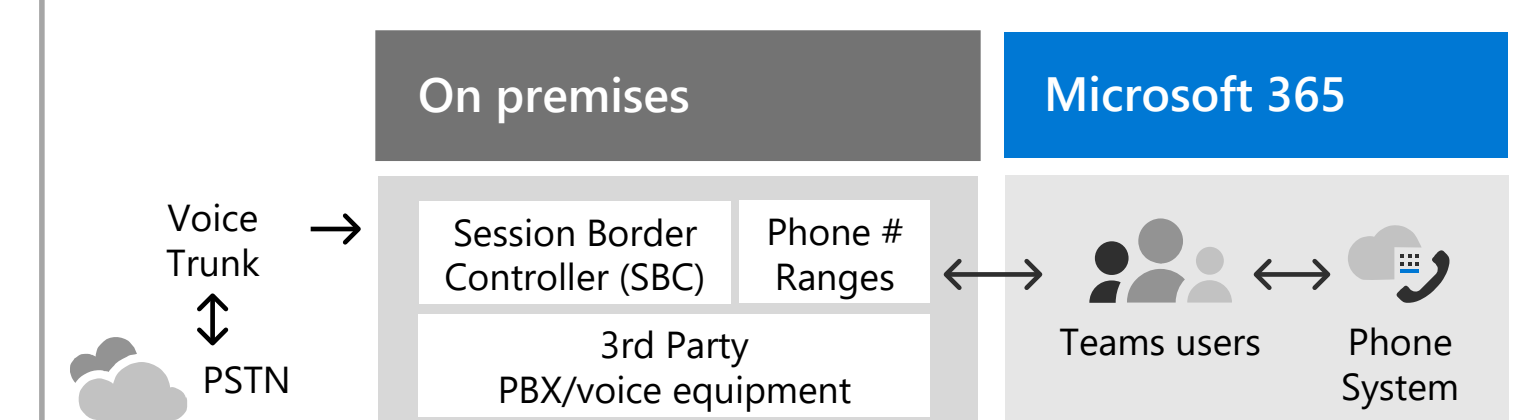 On premises
Microsoft 365
Voice
Trunk
PSTN
Session Border
Controller (SBC)
Phone #
Ranges
3rd Party
PBX/voice equipment
Teams users
Phone
System